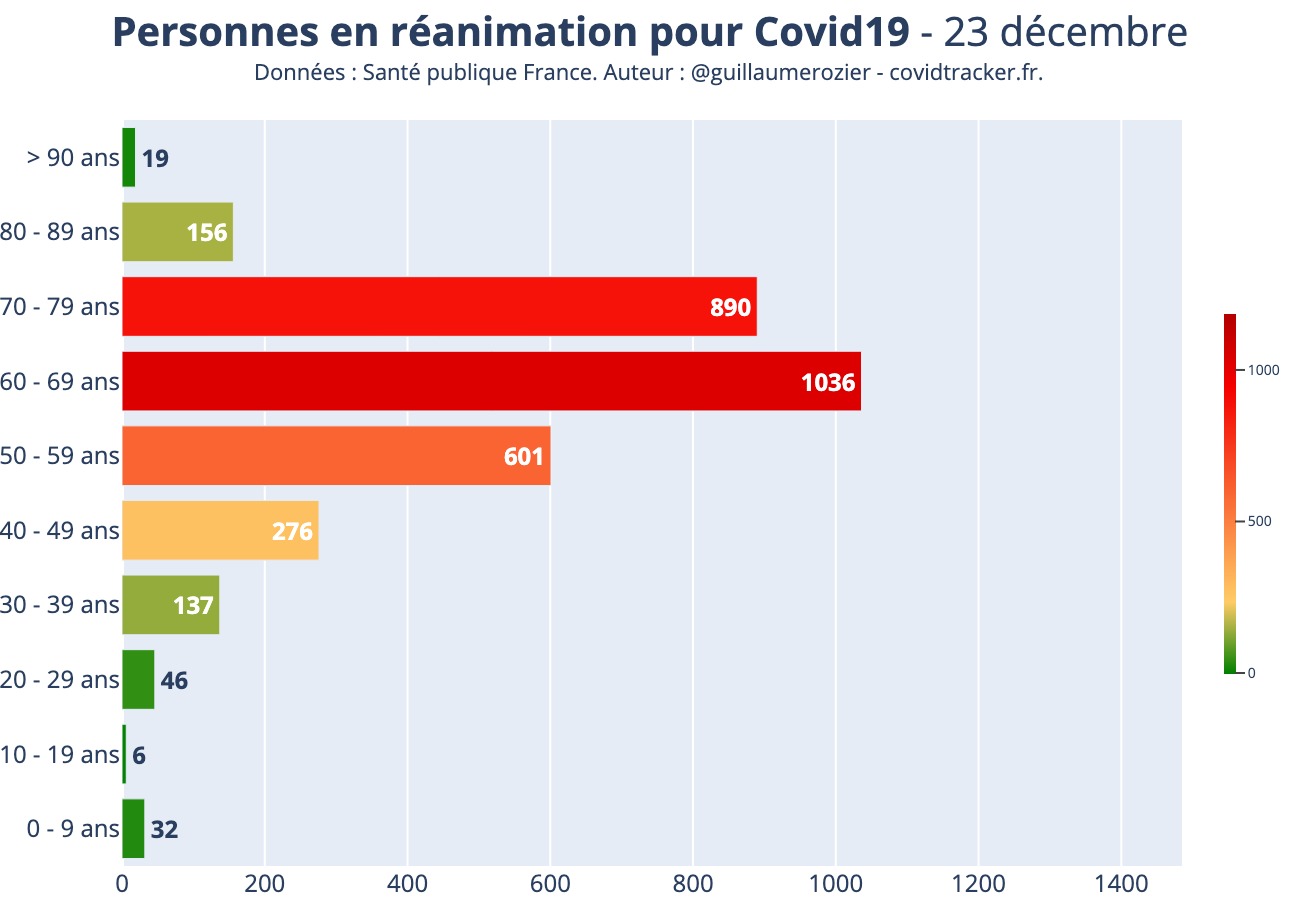 Personnes en réanimation pour Covid19 - 23 décembre
Données : Santé publique France. Auteur : @guillaumerozier - covidtracker.fr.
> 90 ans 19
80 - 89 ans 156
70 - 79 ans 890
60 - 69 ans 1036
50 - 59 ans 601
40 - 49 ans 276
30 - 39 ans 137
20 - 29 ans 46
10 - 19 ans 6
0 - 9 ans 32
0 200 400 600 800 1000 1200 1400
1000
500
0